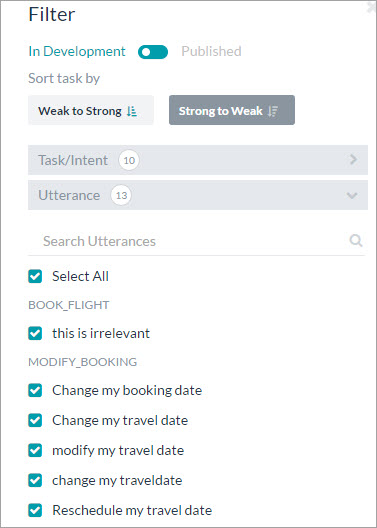 Filter
In Development Published
Sort task by
Weak to Strong Strong to Weak
Task/Intent 10
Utterance 13
Search Utterances
Select All
BOOK_FLIGHT
this is irrelevant
MODIFY_BOOKING
Change my booking date
Change my travel date
modify my travel date
change my traveldate
Reschedule my travel date